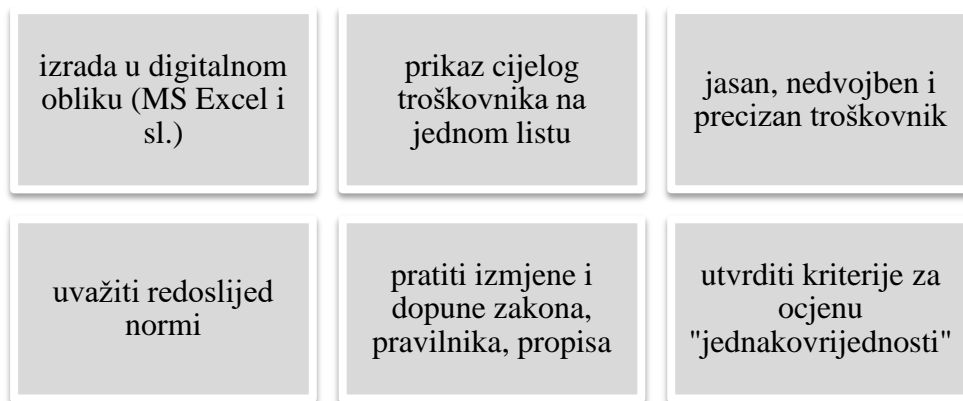 izrada u digitalnom
obliku (MS Excel i
sl.)
prikaz cijelog
troškovnika na
jednom listu
jasan, nedvojben i
precizan troškovnik
uvažiti redoslijed
normi
pratiti izmjene i
dopune zakona,
pravilnika, propisa
utvrditi kriterije za
ocjenu
"jednakovrijednosti"